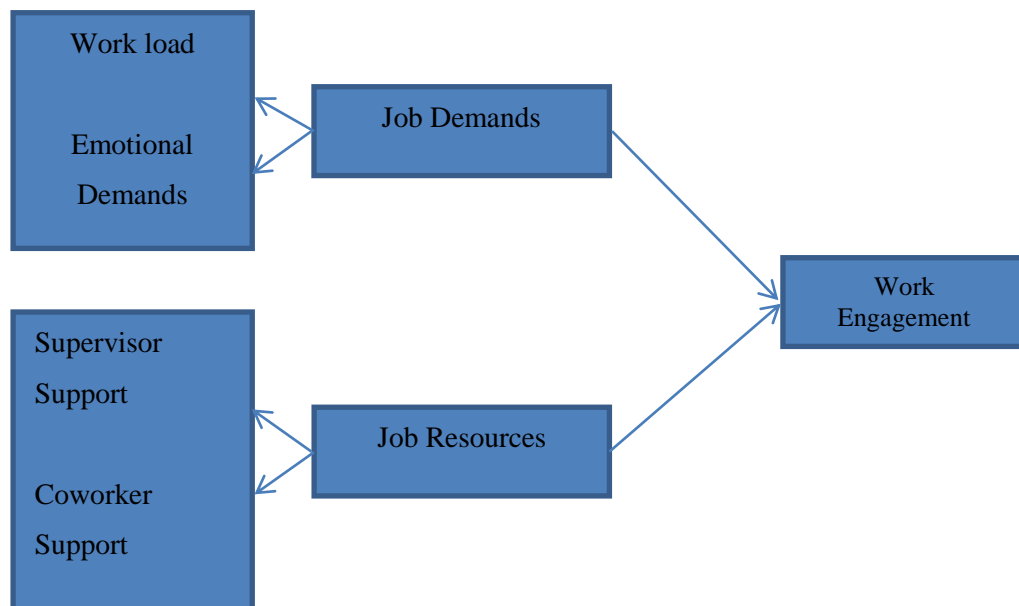 Work load
Emotional
Demands
Job Demands
Work
Engagement
Supervisor
Support
Coworker
Support
Job Resources